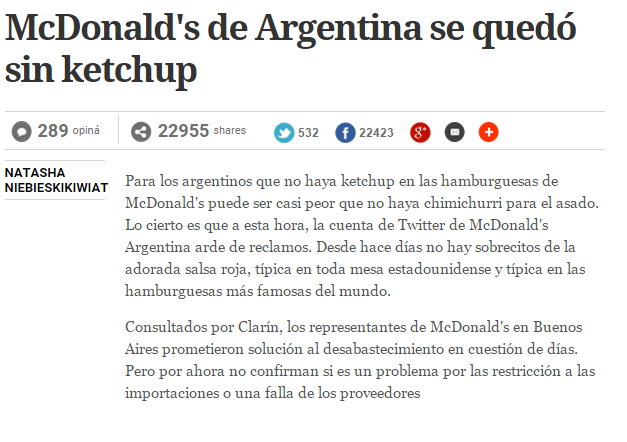 McDonald's de Argentina se quedó
sin ketchup
289 opiná
22955 shares
532
22423
g+
NATASHA
NIEBIESKIKIWIAT
Para los argentinos que no haya ketchup en las hamburguesas de
McDonald's puede ser casi peor que no haya chimichurri para el asado.
Lo cierto es que a esta hora, la cuenta de Twitter de McDonald's
Argentina arde de reclamos. Desde hace días no hay sobrecitos de la
adorada salsa roja, típica en toda mesa estadounidense y típica en las
hamburguesas más famosas del mundo.
Consultados por Clarín, los representantes de McDonald's en Buenos
Aires prometieron solución al desabastecimiento en cuestión de días.
Pero por ahora no confirman si es un problema por las restricción a las
importaciones o una falla de los proveedores